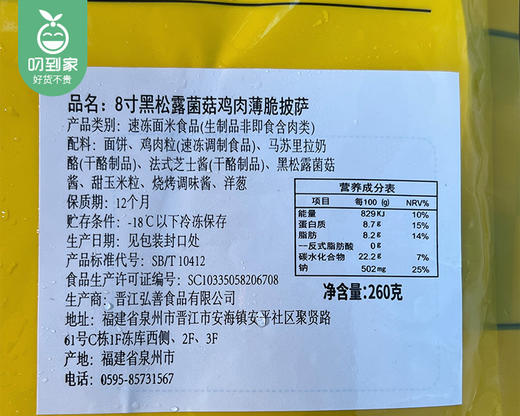 叨到家
好货不贵
品名：8寸黑松露菌菇鸡肉薄脆披萨
产品类别：速冻面米食品(生制品非即食含肉类)
配料：面饼、鸡肉粒(速冻调制食品)、马苏里拉奶
酪(干酪制品)、法式芝士酱(干酪制品)、黑松露菌菇
酱、甜玉米粒、烧烤调味酱、洋葱
保质期：12个月
贮存条件：-18℃以下冷冻保存
生产日期：见包装封口处
产品标准代号：SB/T 10412
食品生产许可证编号：SC10335058206708
生产商：晋江弘善食品有限公司
地址：福建省泉州市晋江市安海镇安平社区聚贤路
61号C栋1F冻库西侧、2F、3F
产地：福建省泉州市
电话：0595-85731567
营养成分表
项目 每100 (g) NRV%
能量 829KJ 10%
蛋白质 8.7g 15%
脂肪 8.2g 14%
--反式脂肪酸 0g
碳水化合物 22.2g 7%
钠 502mg 25%
净含量：260克